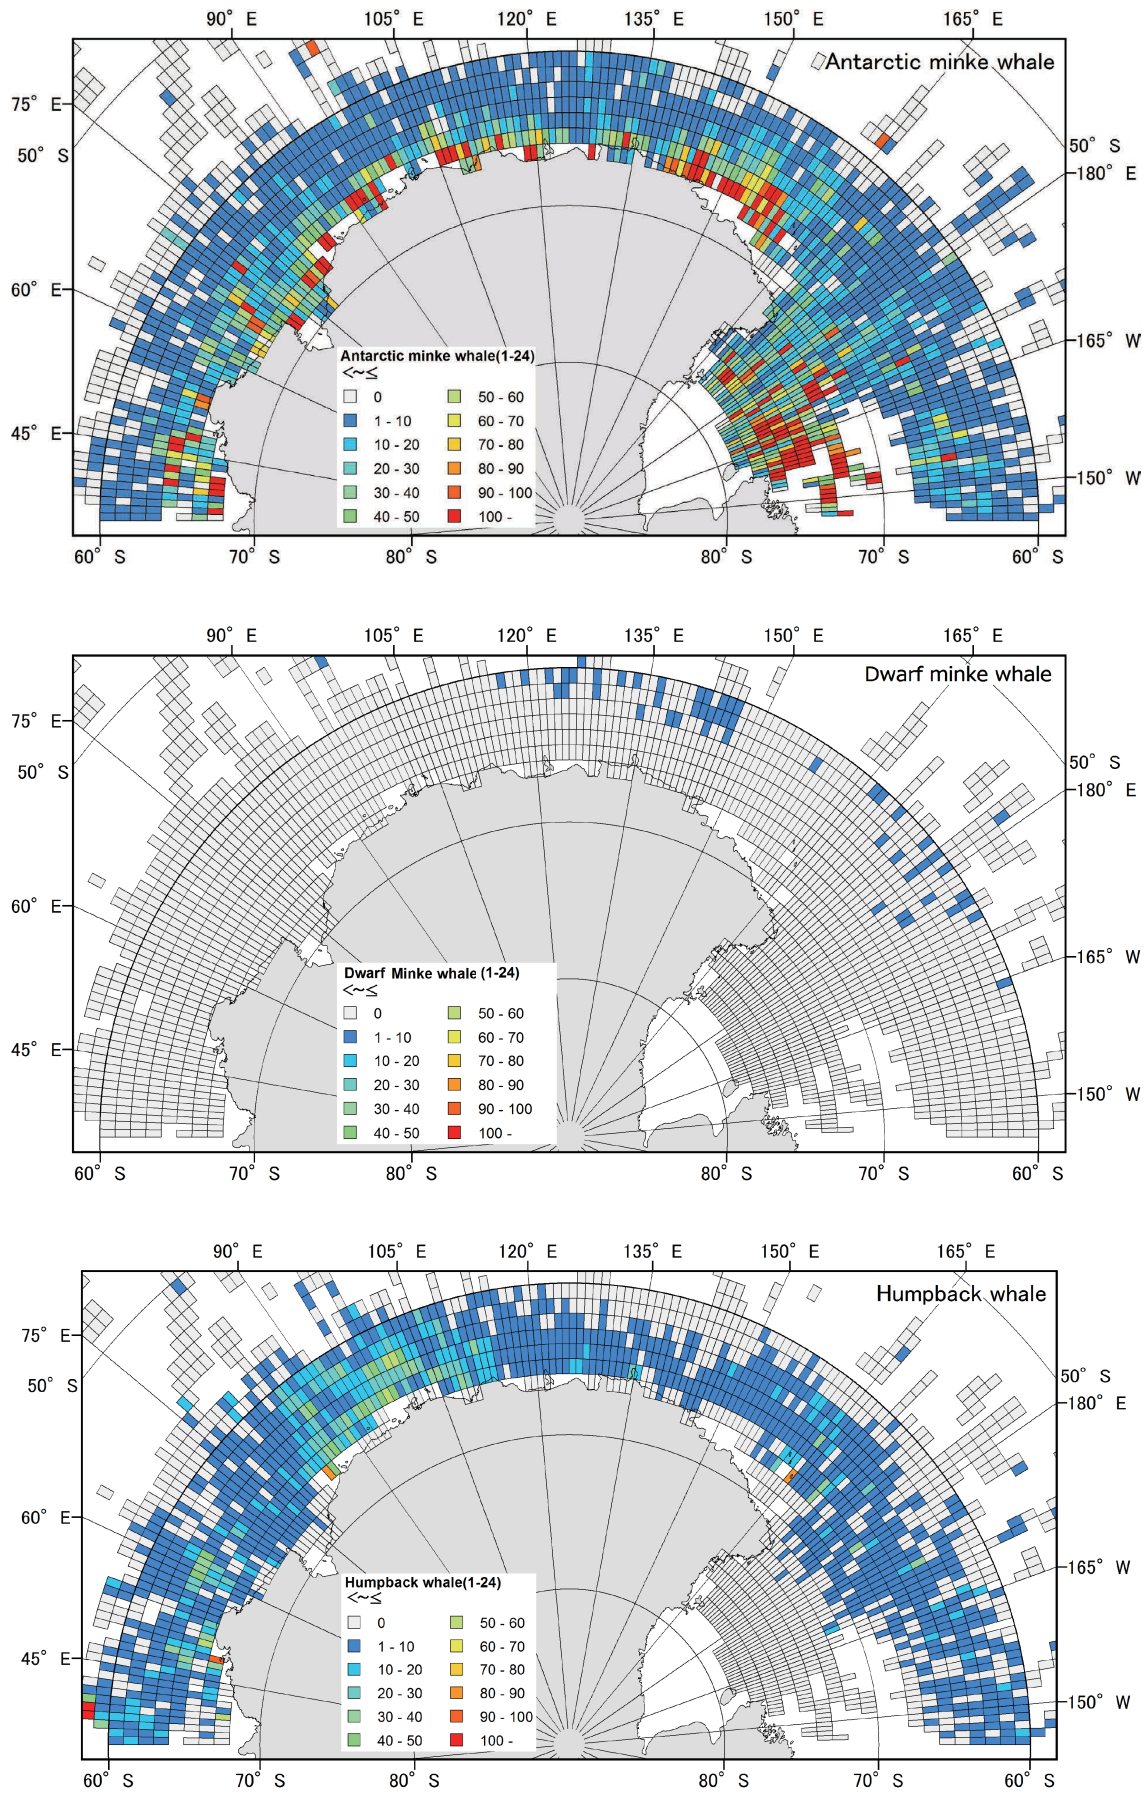 90° E 105° E 120° E 135° E 150° E 165° E
Antarctic minke whale
75° E
50° S
50° S
180° E
60° E
165° W
Antarctic minke whale(1-24)
<~≤
0 50 - 60
1 - 10 60 - 70
10 - 20 70 - 80
20 - 30 80 - 90
30 - 40 90 - 100
40 - 50 100 -
45° E
150° W
60° S 70° S 80° S 80° S 70° S 60° S
90° E 105° E 120° E 135° E 150° E 165° E
Dwarf minke whale
75° E
50° S
50° S
180° E
60° E
165° W
Dwarf Minke whale (1-24)
<~≤
0 50 - 60
1 - 10 60 - 70
10 - 20 70 - 80
20 - 30 80 - 90
30 - 40 90 - 100
40 - 50 100 -
45° E
150° W
60° S 70° S 80° S 80° S 70° S 60° S
90° E 105° E 120° E 135° E 150° E 165° E
Humpback whale
75° E
50° S
50° S
180° E
60° E
165° W
Humpback whale(1-24)
<~≤
0 50 - 60
1 - 10 60 - 70
10 - 20 70 - 80
20 - 30 80 - 90
30 - 40 90 - 100
40 - 50 100 -
45° E
150° W
60° S 70° S 80° S 80° S 70° S 60° S